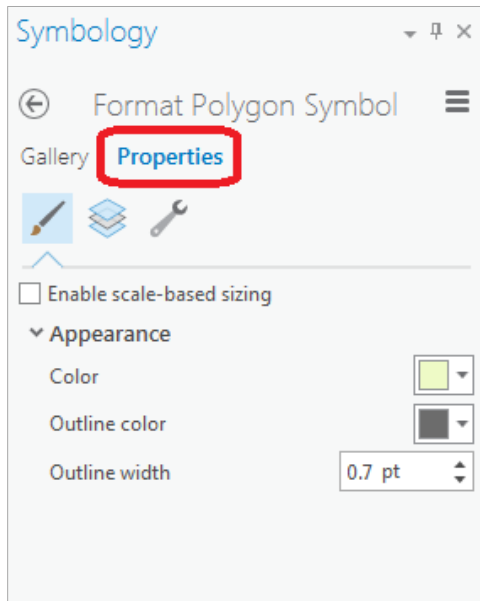 Symbology
Format Polygon Symbol
Gallery Properties
Enable scale-based sizing
Appearance
Color
Outline color
Outline width 0.7 pt